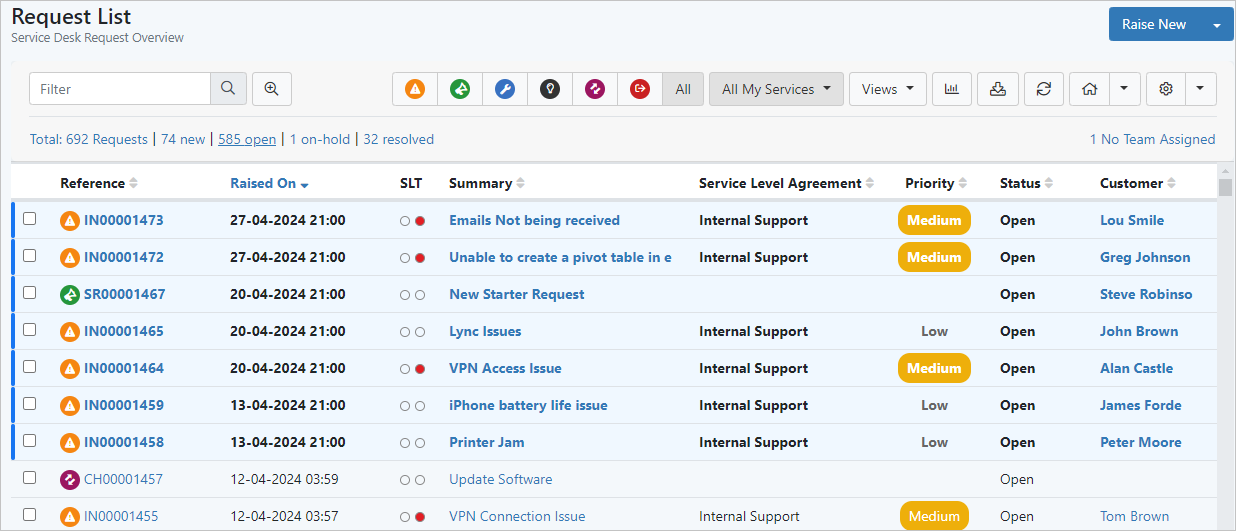 Request List
Service Desk Request Overview
Raise New
Filter
All
All My Services
Views
Total: 692 Requests | 74 new | 585 open | 1 on-hold | 32 resolved
1 No Team Assigned
Reference Raised On SLT Summary Service Level Agreement Priority Status Customer
IN00001473 27-04-2024 21:00 Emails Not being received Internal Support Medium Open Lou Smile
IN00001472 27-04-2024 21:00 Unable to create a pivot table in e Internal Support Medium Open Greg Johnson
SR00001467 20-04-2024 21:00 New Starter Request Open Steve Robinso
IN00001465 20-04-2024 21:00 Lync Issues Internal Support Low Open John Brown
IN00001464 20-04-2024 21:00 VPN Access Issue Internal Support Medium Open Alan Castle
IN00001459 13-04-2024 21:00 iPhone battery life issue Internal Support Low Open James Forde
IN00001458 13-04-2024 21:00 Printer Jam Internal Support Low Open Peter Moore
CH00001457 12-04-2024 03:59 Update Software Open
IN00001455 12-04-2024 03:57 VPN Connection Issue Internal Support Medium Open Tom Brown